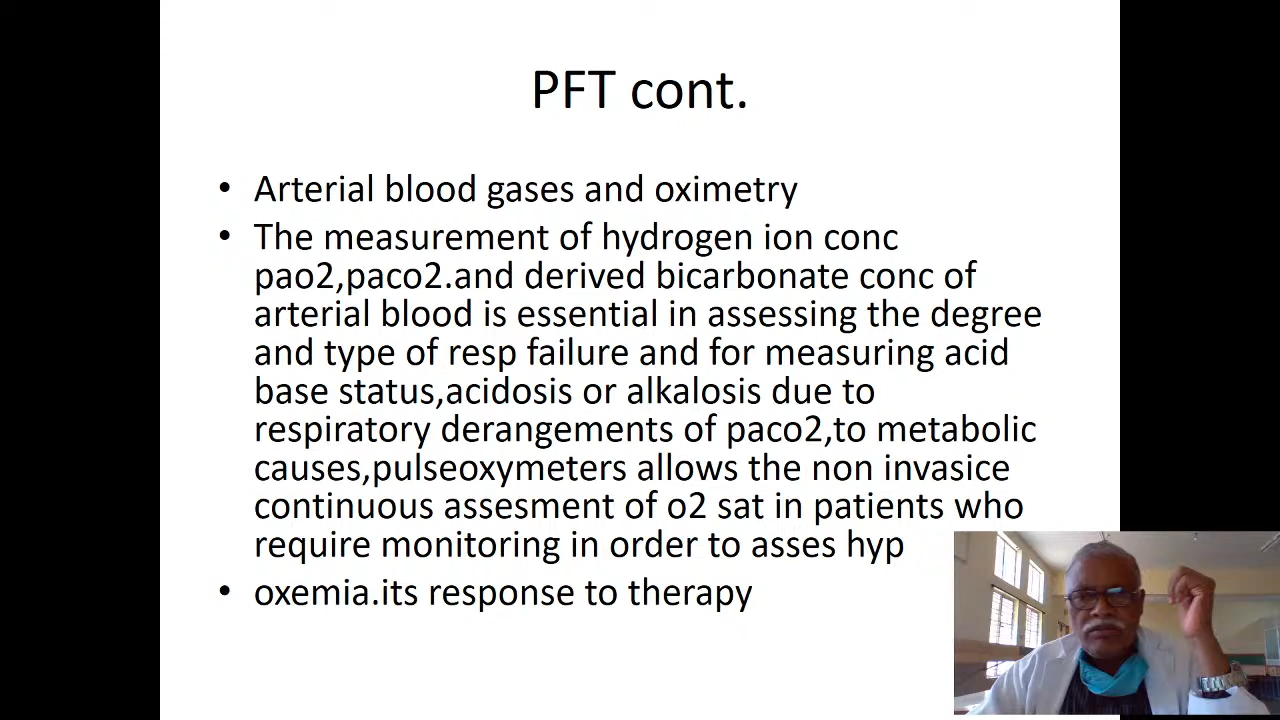 PFT cont.
• Arterial blood gases and oximetry
• The measurement of hydrogen ion conc
pao2,paco2.and derived bicarbonate conc of
arterial blood is essential in assessing the degree
and type of resp failure and for measuring acid
base status,acidosis or alkalosis due to
respiratory derangements of paco2,to metabolic
causes,pulseoxymeters allows the non invasice
continuous assesment of o2 sat in patients who
require monitoring in order to asses hyp
• oxemia.its response to therapy